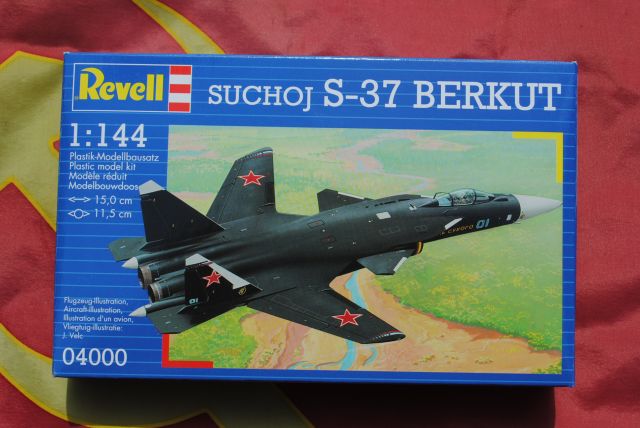 Revell
SUCHOJ S-37 BERKUT
1:144
Plastik-Modellbausatz
Plastic model kit
Modèle réduit
Modelbouwdoos
15,0 cm
11,5 cm
01
01
Flugzeug-Illustration,
Aircraft-illustration,
Illustration d'un avion,
Vliegtuig-illustratie:
J. Velc
04000